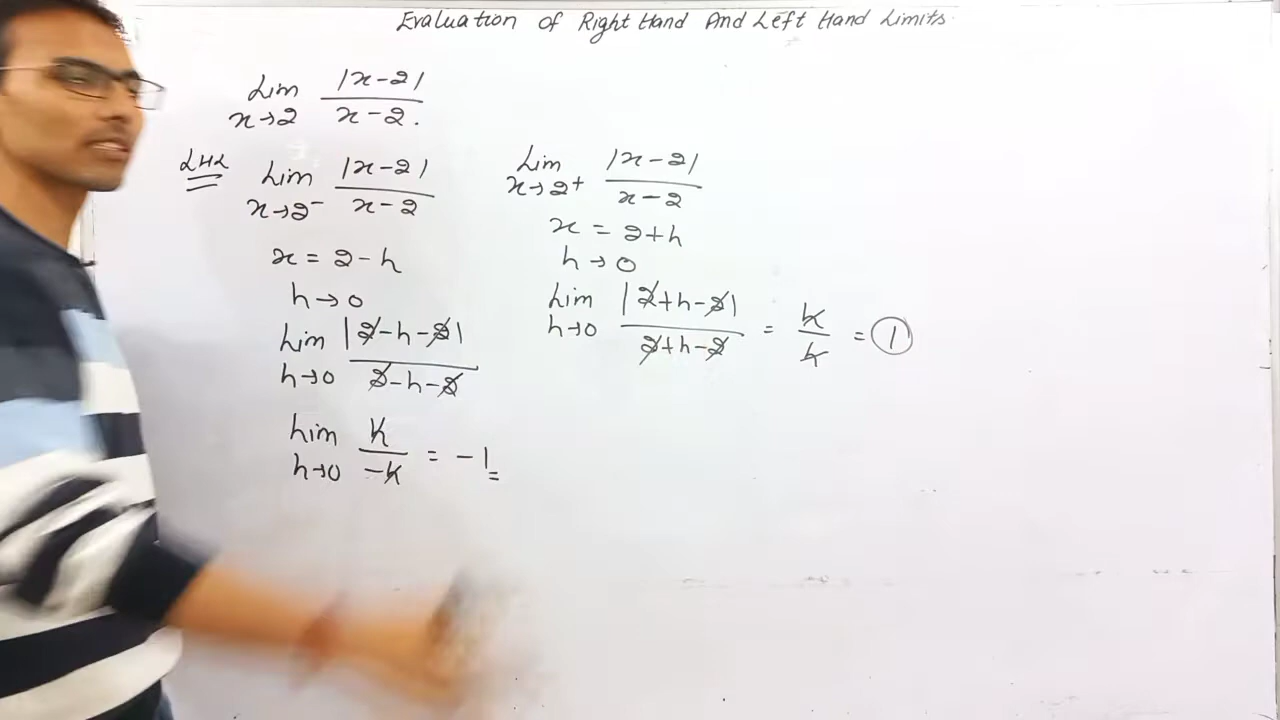 Evaluation of Right Hand And Left Hand Limits
Lim x→2 |x-2| / x-2.
LHL Lim x→2⁻ |x-2| / x-2
x = 2-h
h→0
Lim h→0 |2-h-2| / 2-h-2
Lim h→0 h / -h = -1
Lim x→2⁺ |x-2| / x-2
x = 2+h
h→0
Lim h→0 |2+h-2| / 2+h-2 = h / h = 1